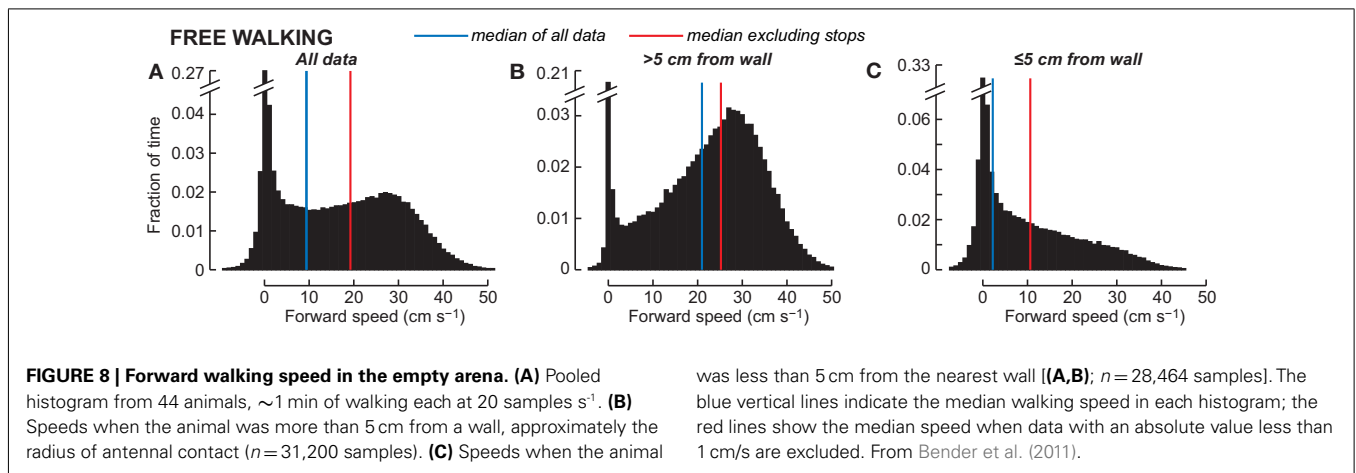 FREE WALKING
median of all data
median excluding stops
A
All data
0.27
0.04
0.03
0.02
0.01
0
Fraction of time
0 10 20 30 40 50
Forward speed (cm s⁻¹)
B
>5 cm from wall
0.21
0.03
0.02
0.01
0
0 10 20 30 40 50
Forward speed (cm s⁻¹)
C
≤5 cm from wall
0.33
0.06
0.02
0
0 10 20 30 40 50
Forward speed (cm s⁻¹)
FIGURE 8 | Forward walking speed in the empty arena. (A) Pooled
histogram from 44 animals, ~1 min of walking each at 20 samples s⁻¹. (B)
Speeds when the animal was more than 5 cm from a wall, approximately the
radius of antennal contact (n = 31,200 samples). (C) Speeds when the animal
was less than 5 cm from the nearest wall [(A,B); n = 28,464 samples]. The
blue vertical lines indicate the median walking speed in each histogram; the
red lines show the median speed when data with an absolute value less than
1 cm/s are excluded. From Bender et al. (2011).